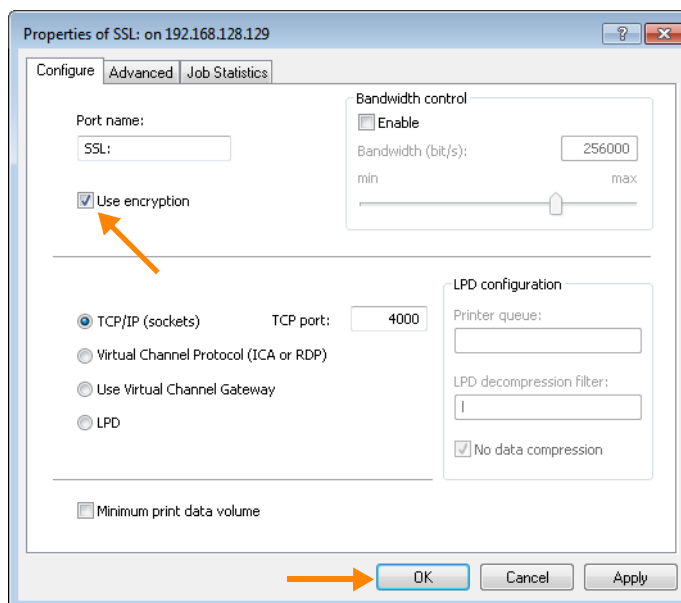 Properties of SSL: on 192.168.128.129
Configure Advanced Job Statistics
Port name:
SSL:
Use encryption
Bandwidth control
Enable
Bandwidth (bit/s): 256000
min max
TCP/IP (sockets) TCP port: 4000
Virtual Channel Protocol (ICA or RDP)
Use Virtual Channel Gateway
LPD
LPD configuration
Printer queue:
LPD decompression filter:
|
No data compression
Minimum print data volume
OK Cancel Apply